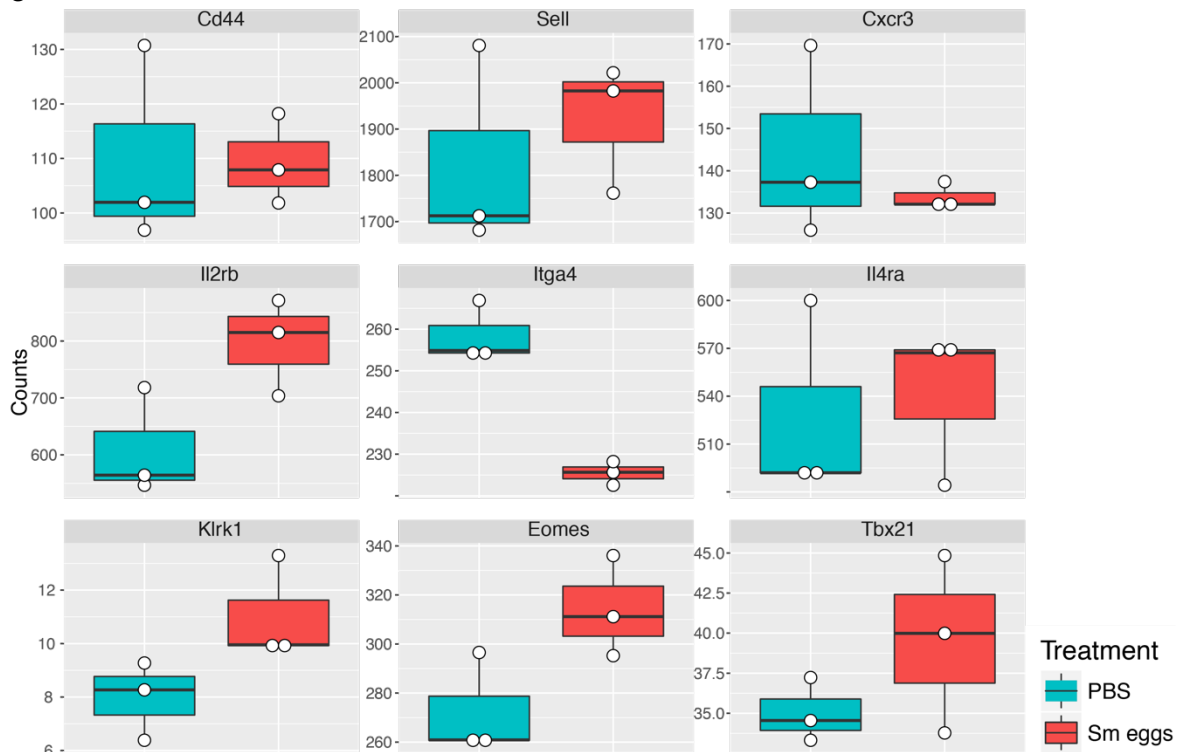 Cd44 Sell Cxcr3
130 120 110 100
2100 2000 1900 1800 1700
170 160 150 140 130
Il2rb Itga4 Il4ra
Counts
800 700 600
260 250 240 230
600 570 540 510
Klrk1 Eomes Tbx21
12 10 8 6
340 320 300 280 260
45.0 42.5 40.0 37.5 35.0
Treatment
PBS
Sm eggs